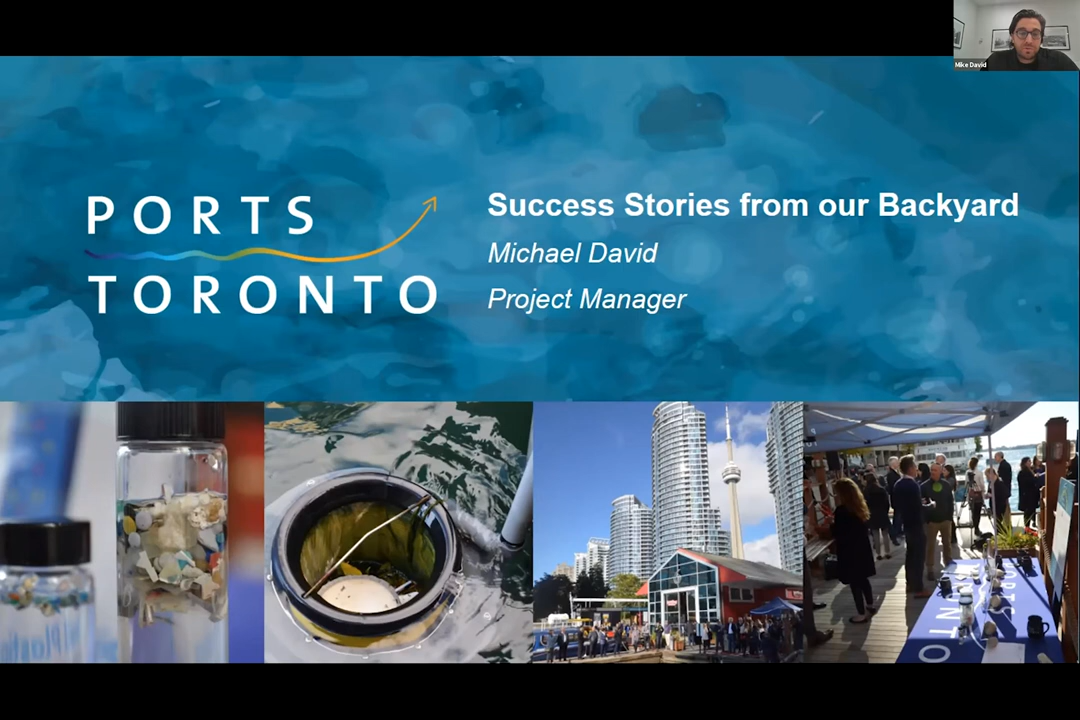 Mike David
PORTS
TORONTO
Success Stories from our Backyard
Michael David
Project Manager